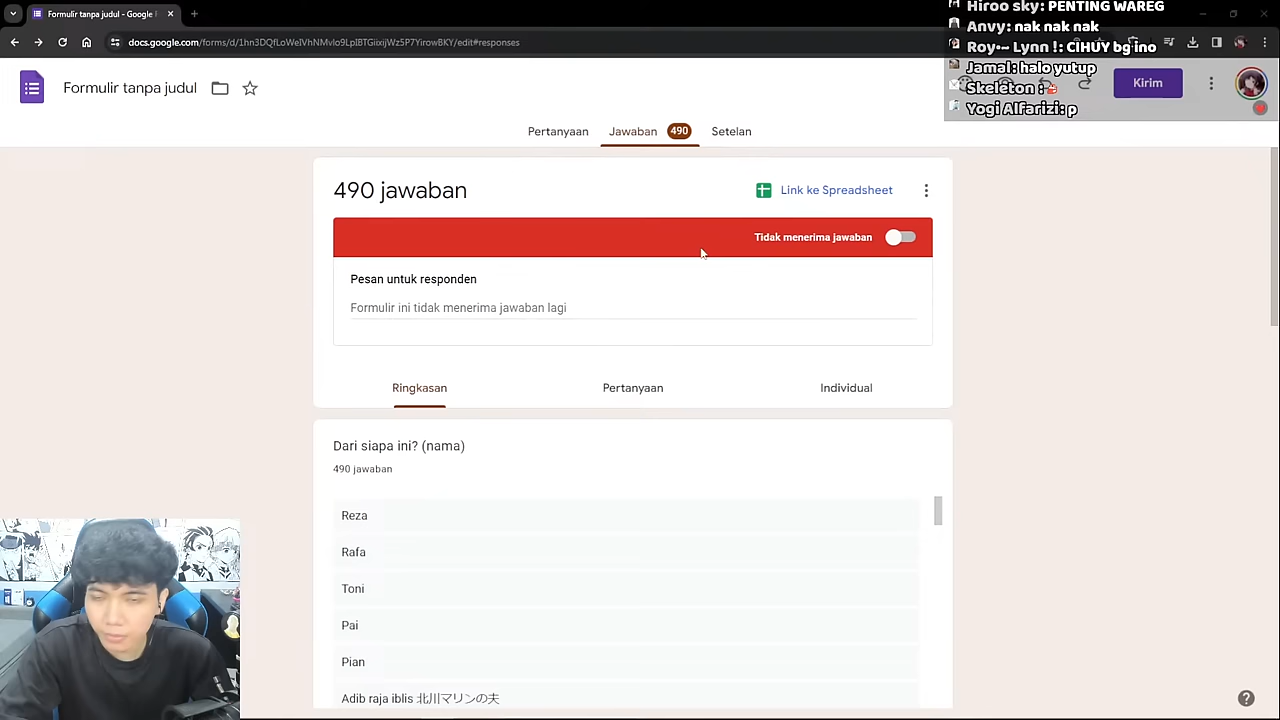 Formulir tanpa judul - Google F
docs.google.com/forms/d/1hn3DQfLoWeIVhNMvlo9LpIBTGiixijWz5P7YirowBKY/edit#responses
Hiroo sky: PENTING WAREG
Anvy: nak nak nak
Roy•~ Lynn !: CIHUY bg ino
Jamal: halo yutup
Skeleton :
Yogi Alfarizi: p
Formulir tanpa judul
Kirim
Pertanyaan
Jawaban 490
Setelan
490 jawaban
Link ke Spreadsheet
Tidak menerima jawaban
Pesan untuk responden
Formulir ini tidak menerima jawaban lagi
Ringkasan
Pertanyaan
Individual
Dari siapa ini? (nama)
490 jawaban
Reza
Rafa
Toni
Pai
Pian
Adib raja iblis 北川マリンの夫